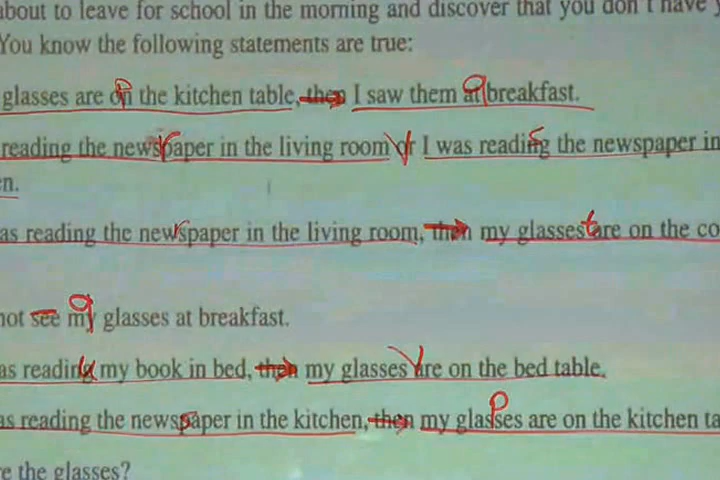 about to leave for school in the morning and discover that you don't have
You know the following statements are true:
glasses are on the kitchen table, then I saw them at breakfast.
reading the newspaper in the living room or I was reading the newspaper in
n.
as reading the newspaper in the living room, then my glasses are on the co
not see my glasses at breakfast.
as reading my book in bed, then my glasses are on the bed table.
as reading the newspaper in the kitchen, then my glasses are on the kitchen ta
e the glasses?